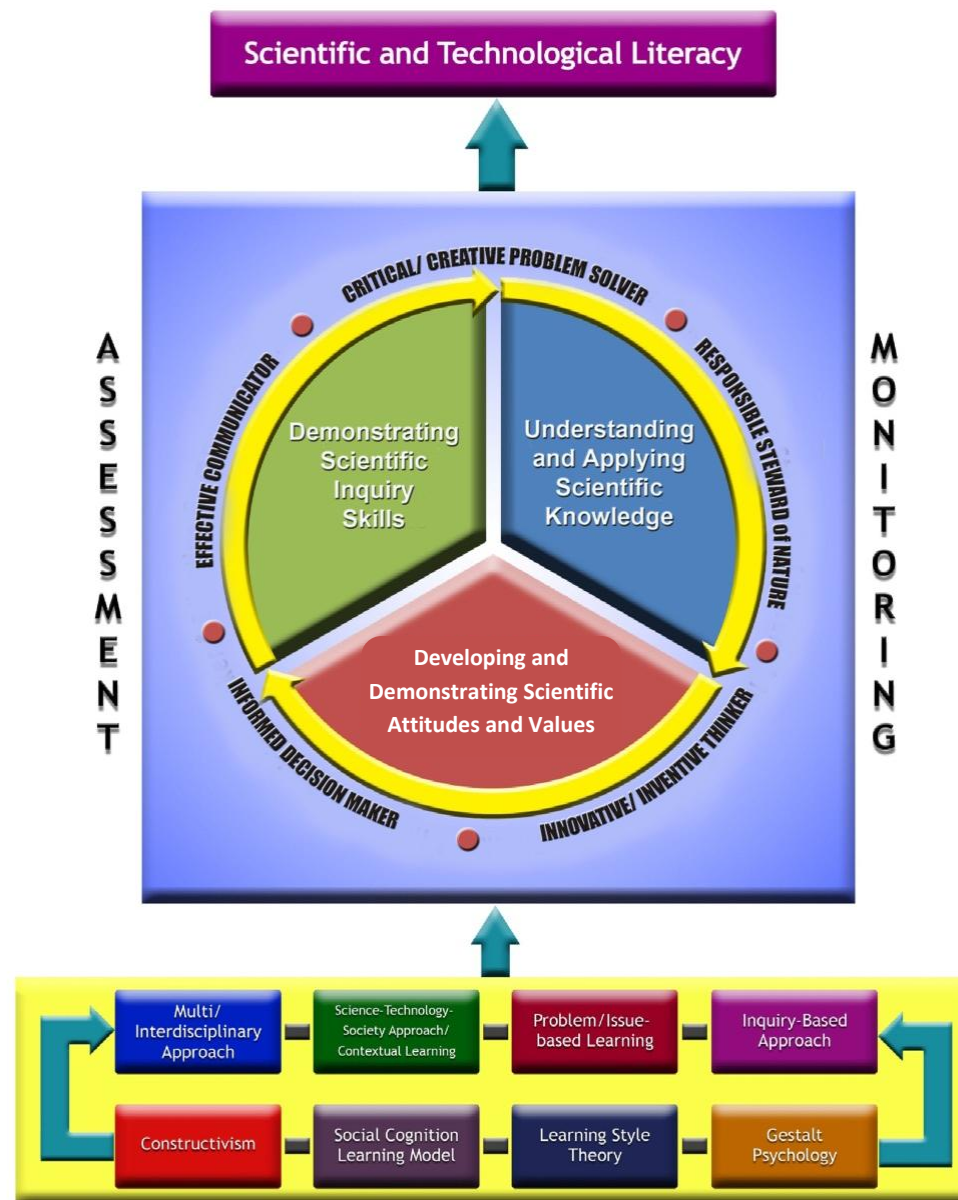 Scientific and Technological Literacy
CRITICAL/ CREATIVE PROBLEM SOLVER
RESPONSIBLE STEWARD of NATURE
INNOVATIVE/ INVENTIVE THINKER
INFORMED DECISION MAKER
EFFECTIVE COMMUNICATOR
ASSESSMENT
MONITORING
Demonstrating
Scientific
Inquiry
Skills
Understanding
and Applying
Scientific
Knowledge
Developing and
Demonstrating Scientific
Attitudes and Values
Multi/
Interdisciplinary
Approach
Science-Technology-
Society Approach/
Contextual Learning
Problem/Issue-
based Learning
Inquiry-Based
Approach
Constructivism
Social Cognition
Learning Model
Learning Style
Theory
Gestalt
Psychology